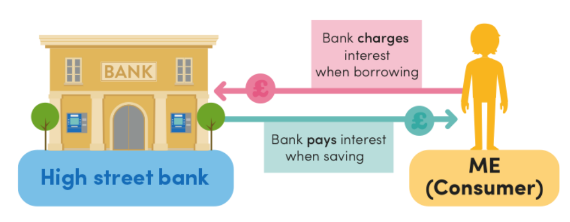 Bank charges
interest
when borrowing
BANK
£
£
Bank pays interest
when saving
High street bank
ME
(Consumer)